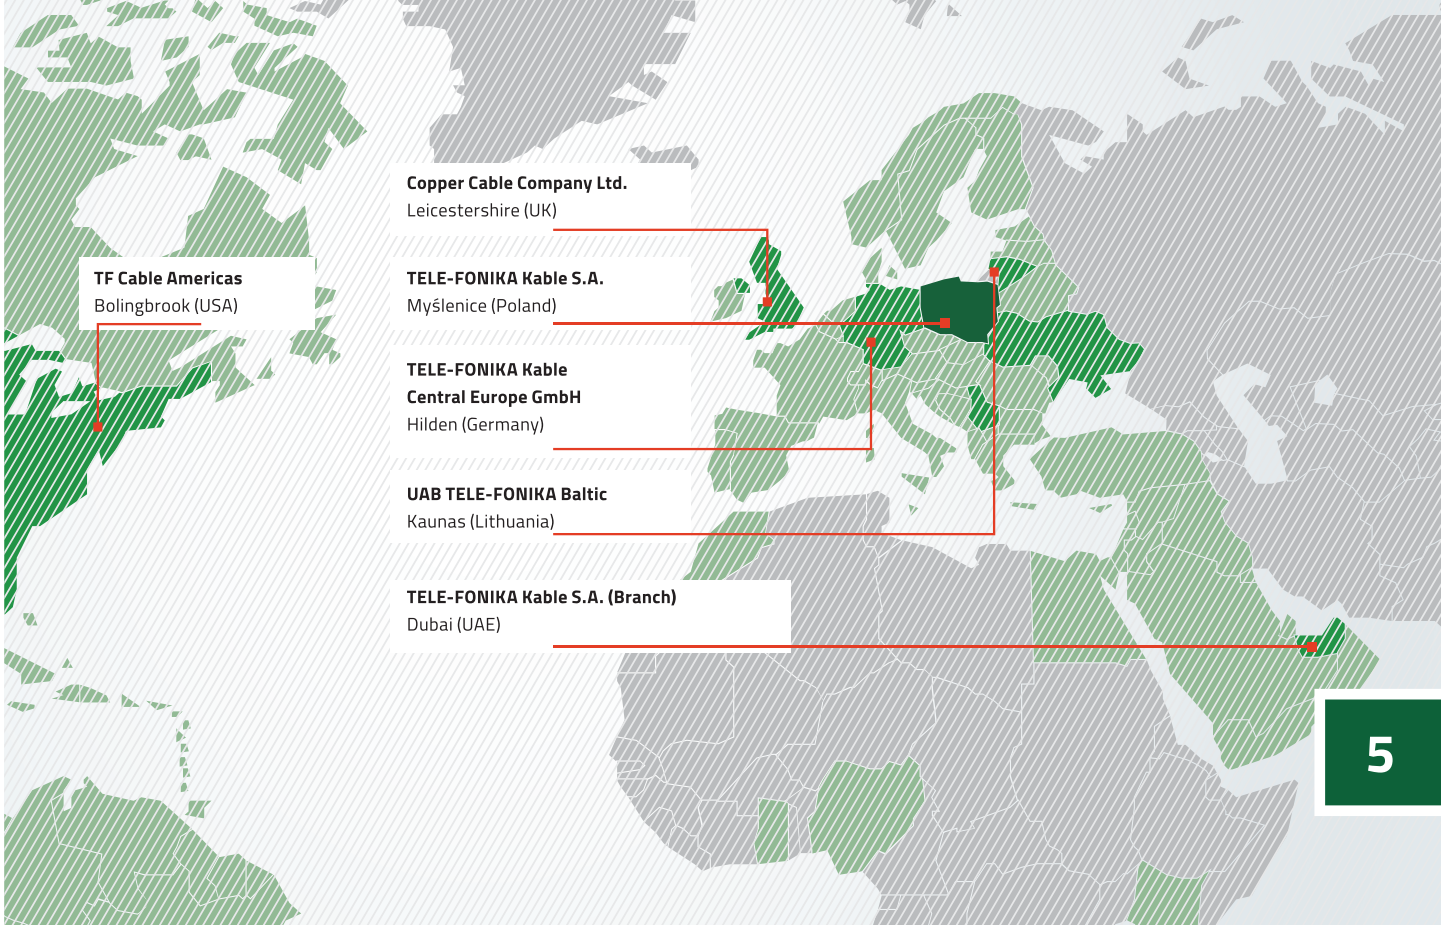 Copper Cable Company Ltd.
Leicestershire (UK)
TF Cable Americas
Bolingbrook (USA)
TELE-FONIKA Kable S.A.
Myślenice (Poland)
TELE-FONIKA Kable
Central Europe GmbH
Hilden (Germany)
UAB TELE-FONIKA Baltic
Kaunas (Lithuania)
TELE-FONIKA Kable S.A. (Branch)
Dubai (UAE)
5